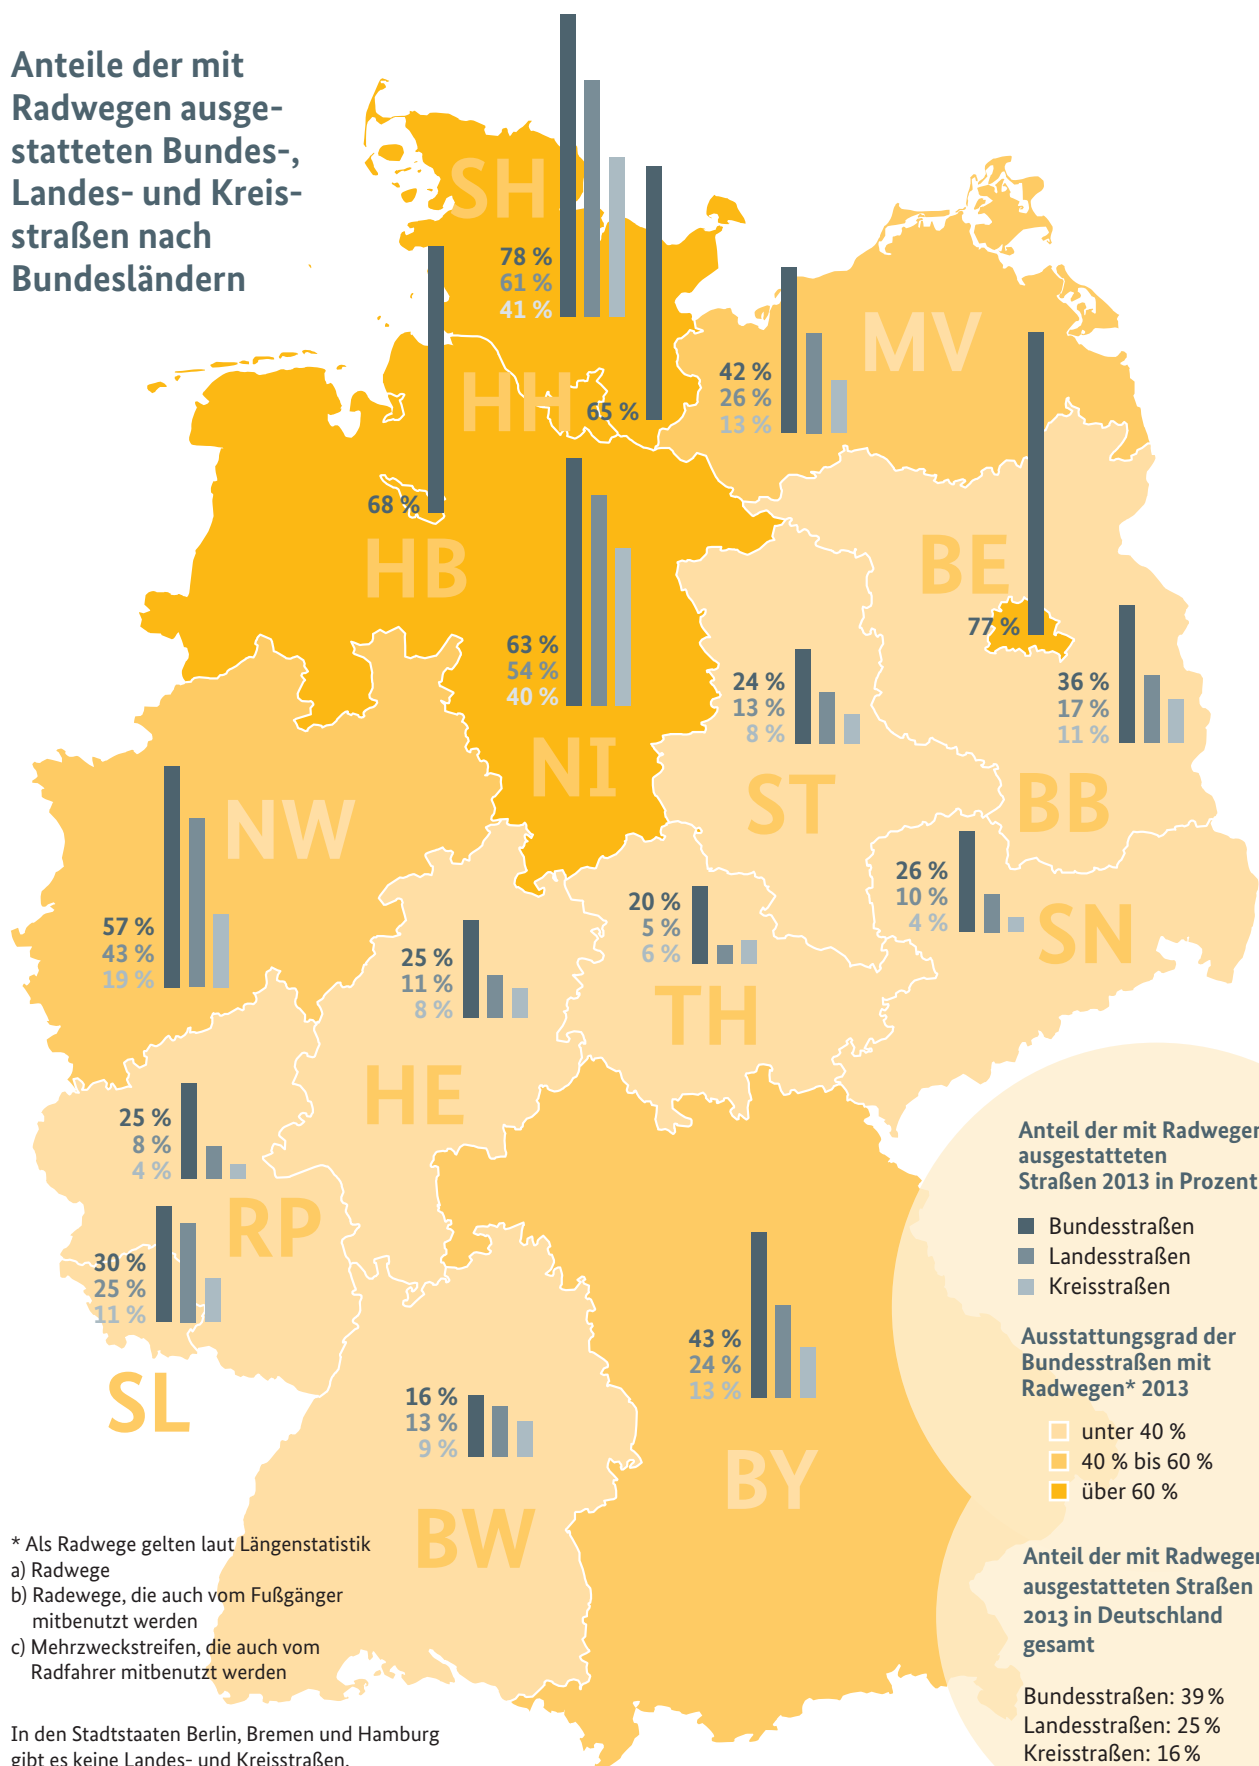 Anteile der mit
Radwegen ausge-
statteten Bundes-,
Landes- und Kreis-
straßen nach
Bundesländern
SH
78 %
61 %
41 %
HH
65 %
MV
42 %
26 %
13 %
68 %
HB
BE
77 %
63 %
54 %
40 %
NI
24 %
13 %
8 %
ST
36 %
17 %
11 %
BB
NW
57 %
43 %
19 %
26 %
10 %
4 %
SN
20 %
5 %
6 %
TH
25 %
11 %
8 %
HE
25 %
8 %
4 %
RP
30 %
25 %
11 %
SL
43 %
24 %
13 %
BY
16 %
13 %
9 %
BW
Anteil der mit Radwegen
ausgestatteten
Straßen 2013 in Prozent
Bundesstraßen
Landesstraßen
Kreisstraßen
Ausstattungsgrad der
Bundesstraßen mit
Radwegen* 2013
unter 40 %
40 % bis 60 %
über 60 %
Anteil der mit Radwegen
ausgestatteten Straßen
2013 in Deutschland
gesamt
Bundesstraßen: 39 %
Landesstraßen: 25 %
Kreisstraßen: 16 %
* Als Radwege gelten laut Längenstatistik
a) Radwege
b) Radewege, die auch vom Fußgänger
mitbenutzt werden
c) Mehrzweckstreifen, die auch vom
Radfahrer mitbenutzt werden
In den Stadtstaaten Berlin, Bremen und Hamburg
gibt es keine Landes- und Kreisstraßen.